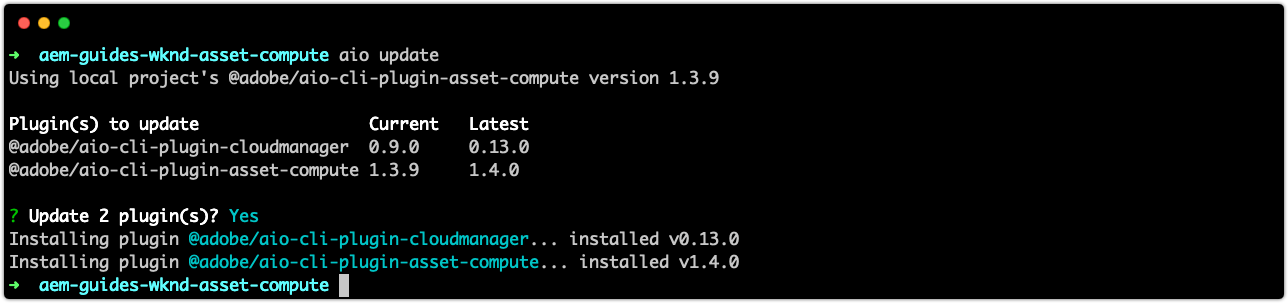 ➜ aem-guides-wknd-asset-compute aio update
Using local project's @adobe/aio-cli-plugin-asset-compute version 1.3.9
Plugin(s) to update Current Latest
@adobe/aio-cli-plugin-cloudmanager 0.9.0 0.13.0
@adobe/aio-cli-plugin-asset-compute 1.3.9 1.4.0
? Update 2 plugin(s)? Yes
Installing plugin @adobe/aio-cli-plugin-cloudmanager... installed v0.13.0
Installing plugin @adobe/aio-cli-plugin-asset-compute... installed v1.4.0
➜ aem-guides-wknd-asset-compute